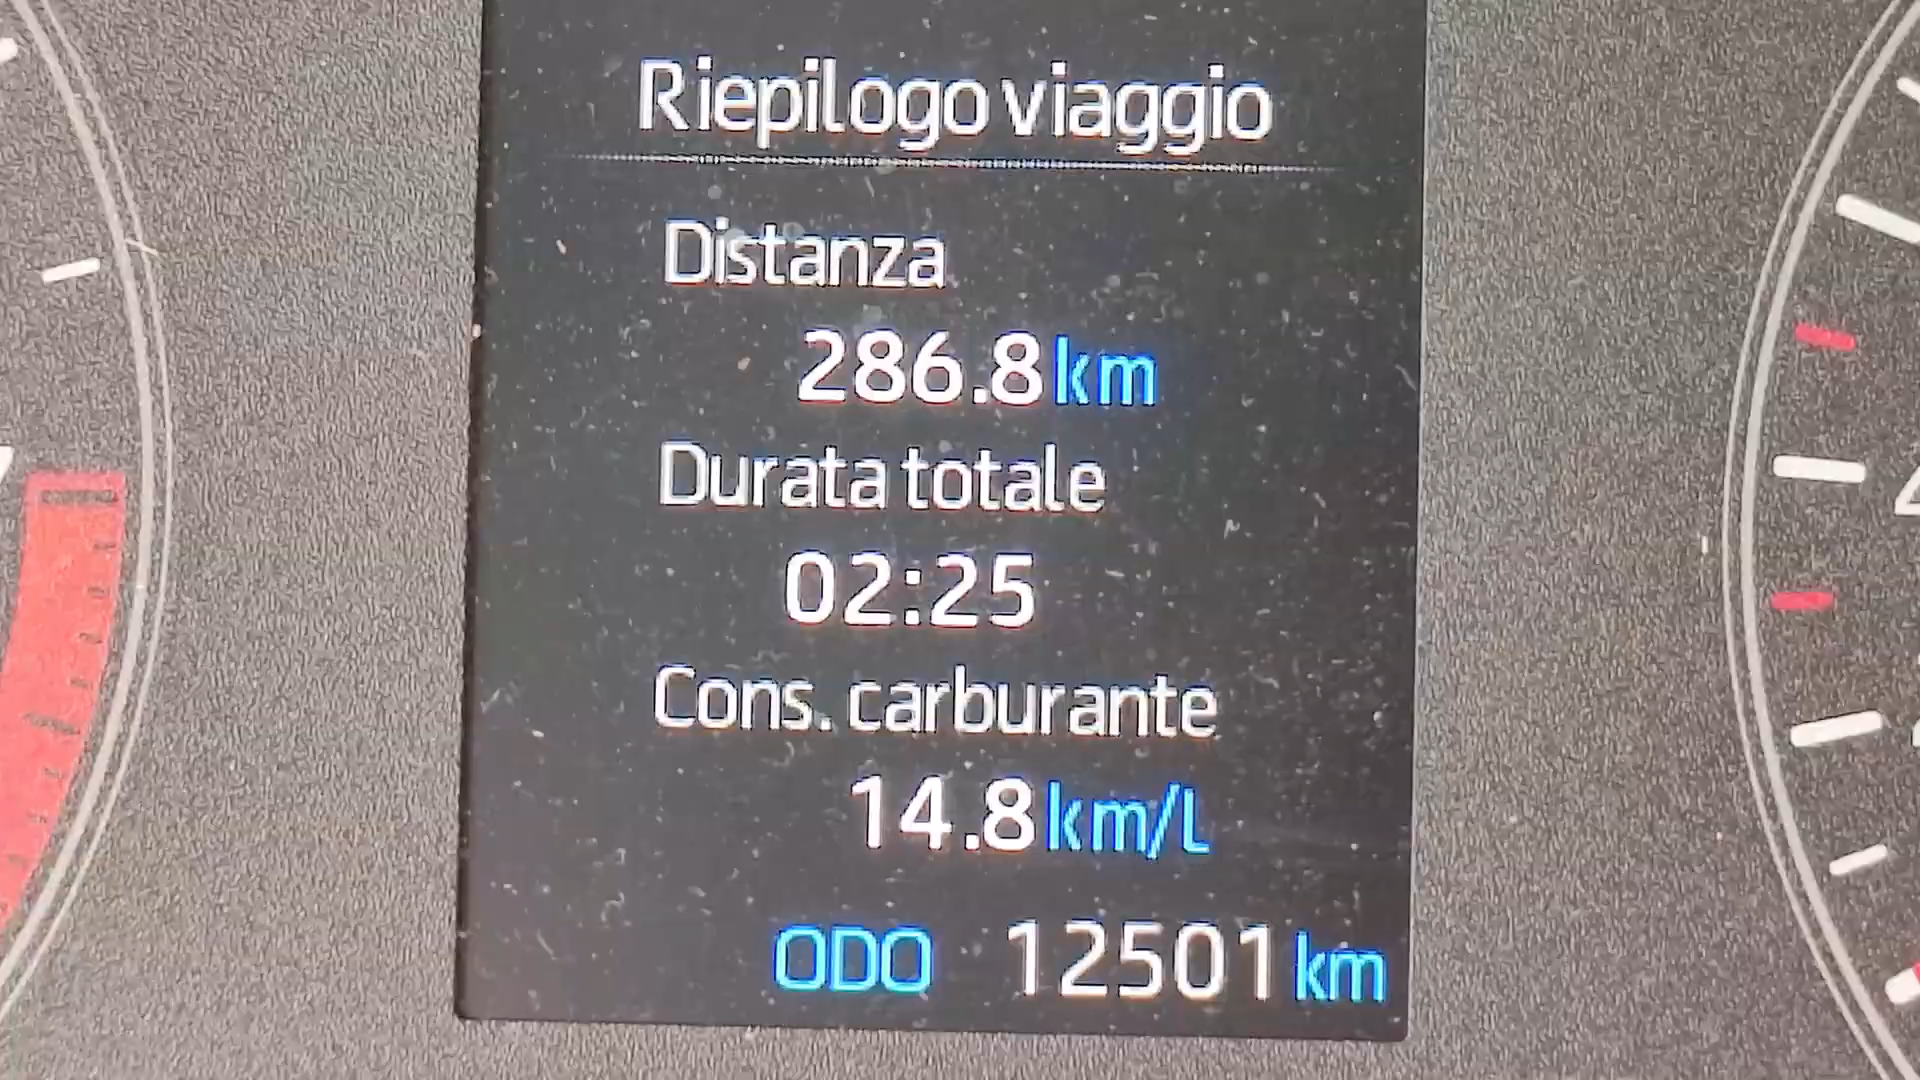 Riepilogo viaggio
Distanza
286.8 km
Durata totale
02:25
Cons. carburante
14.8 km/L
ODO 12501 km